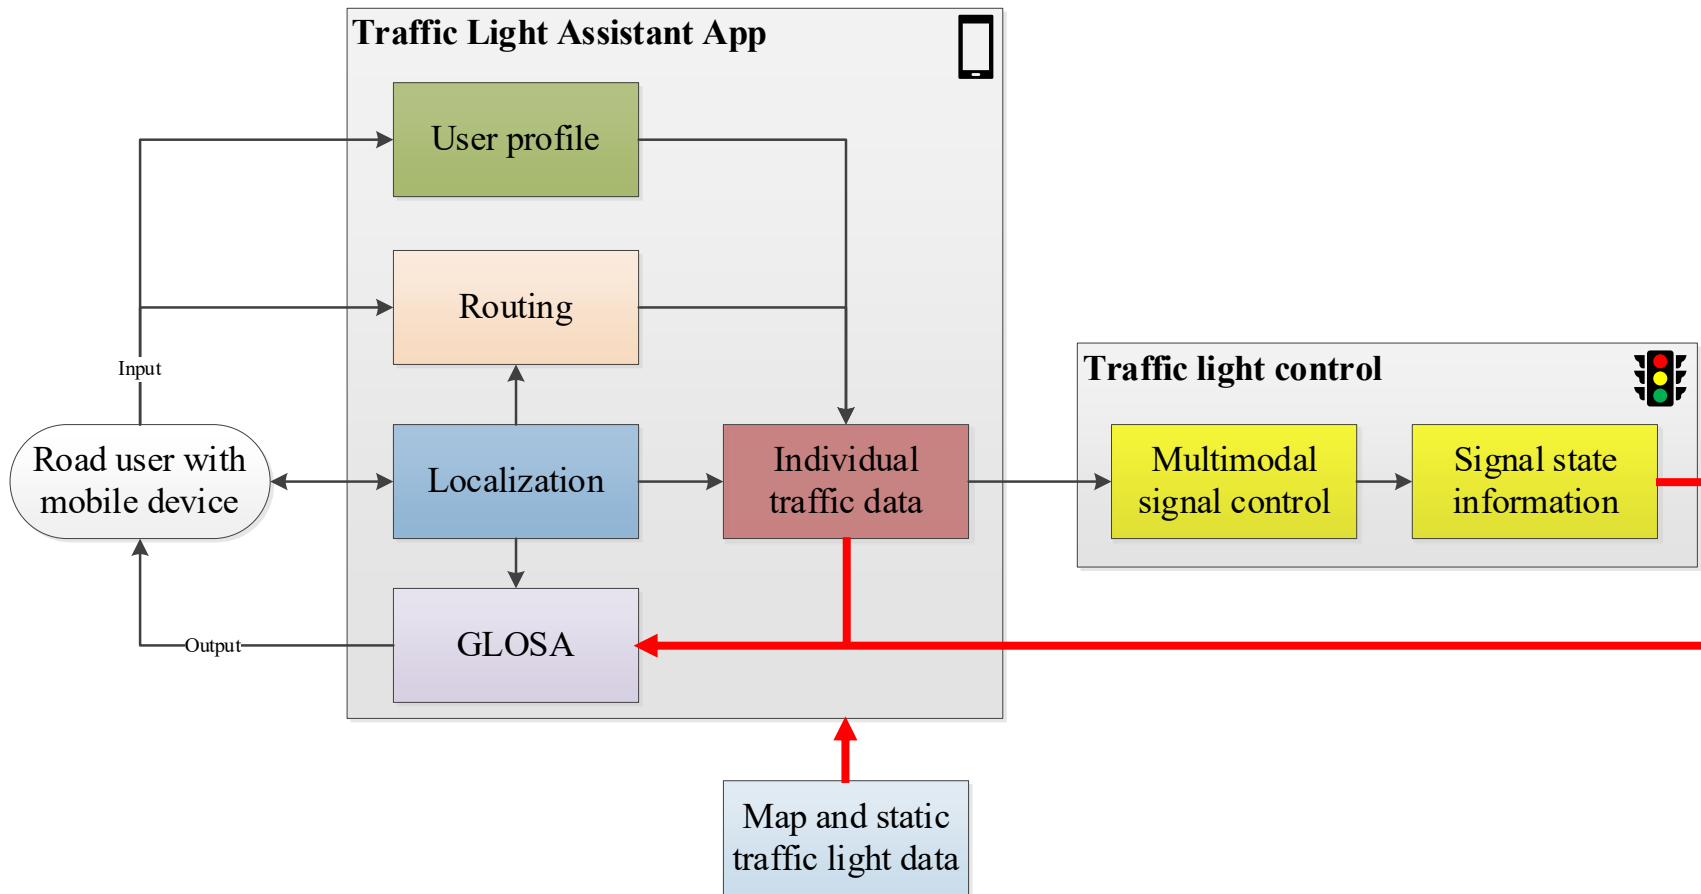 Traffic Light Assistant App
User profile
Routing
Input
Traffic light control
Road user with
mobile device
Localization
Individual
traffic data
Multimodal
signal control
Signal state
information
GLOSA
Output
Map and static
traffic light data